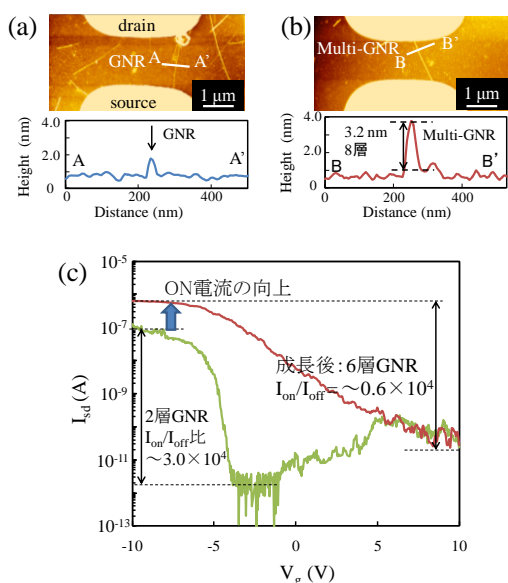 (a)
drain
GNR A A'
source
1 μm
4.0
2.0
0.0
Height (nm)
A
GNR
A'
0
200
400
Distance (nm)
(b)
Multi-GNR
B'
B
1 μm
4.0
2.0
0.0
Height (nm)
3.2 nm
8層
Multi-GNR
B
B'
0
200
400
Distance (nm)
(c)
10-5
10-7
10-9
10-11
10-13
Isd (A)
ON電流の向上
成長後:6層GNR
Ion/Ioff= ~0.6×104
2層GNR
Ion/Ioff比
~3.0×104
-10
-5
0
5
10
Vg (V)